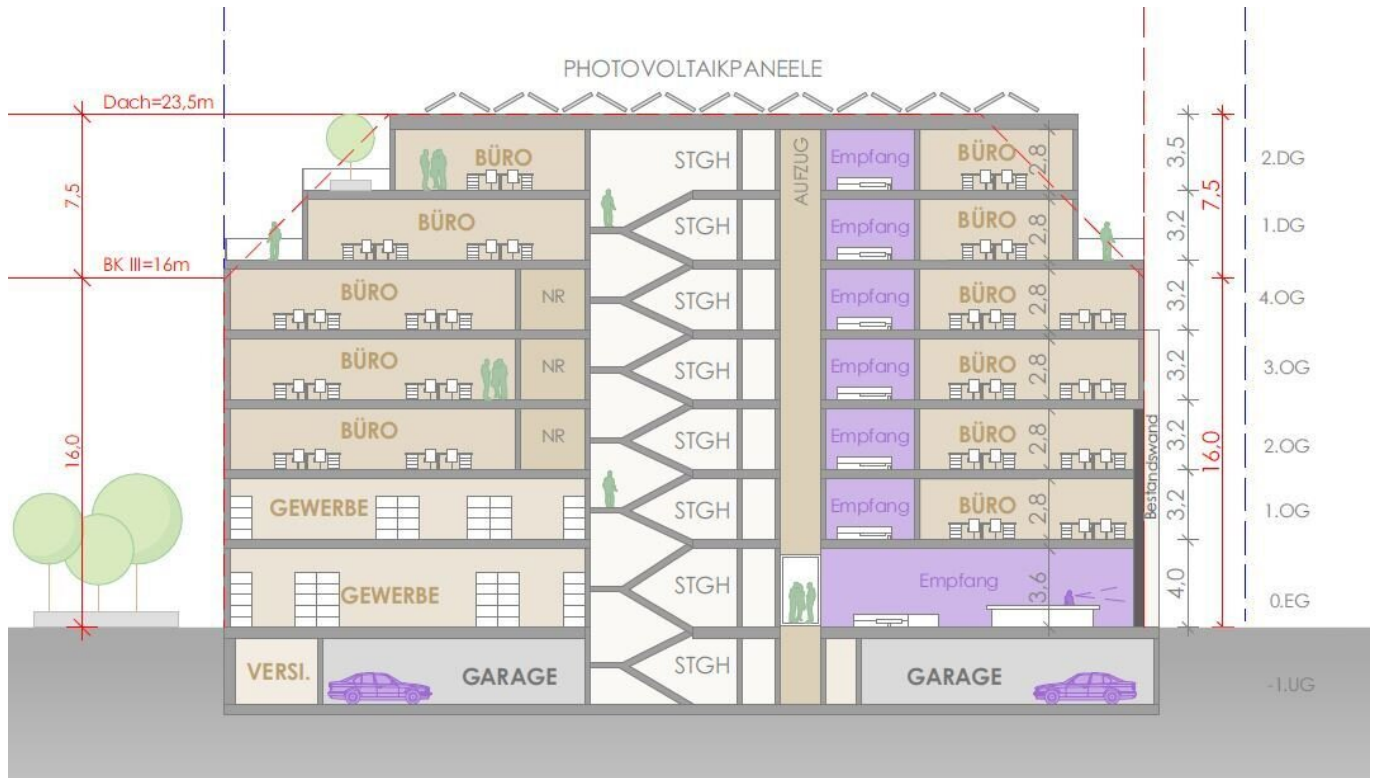 PHOTOVOLTAIKPANEELE
Dach=23,5m
7,5
BK III=16m
16,0
BÜRO
STGH
AUFZUG
Empfang
BÜRO
2,8
3,5
7,5
2.DG
BÜRO
STGH
Empfang
BÜRO
2,8
3,2
1.DG
BÜRO
NR
STGH
Empfang
BÜRO
2,8
3,2
4.OG
BÜRO
NR
STGH
Empfang
BÜRO
2,8
3,2
3.OG
BÜRO
NR
STGH
Empfang
BÜRO
2,8
Bestandswand
3,2
16,0
2.OG
GEWERBE
STGH
Empfang
BÜRO
2,8
3,2
1.OG
GEWERBE
STGH
Empfang
3,6
4,0
0.EG
VERSI.
GARAGE
STGH
GARAGE
-1.UG